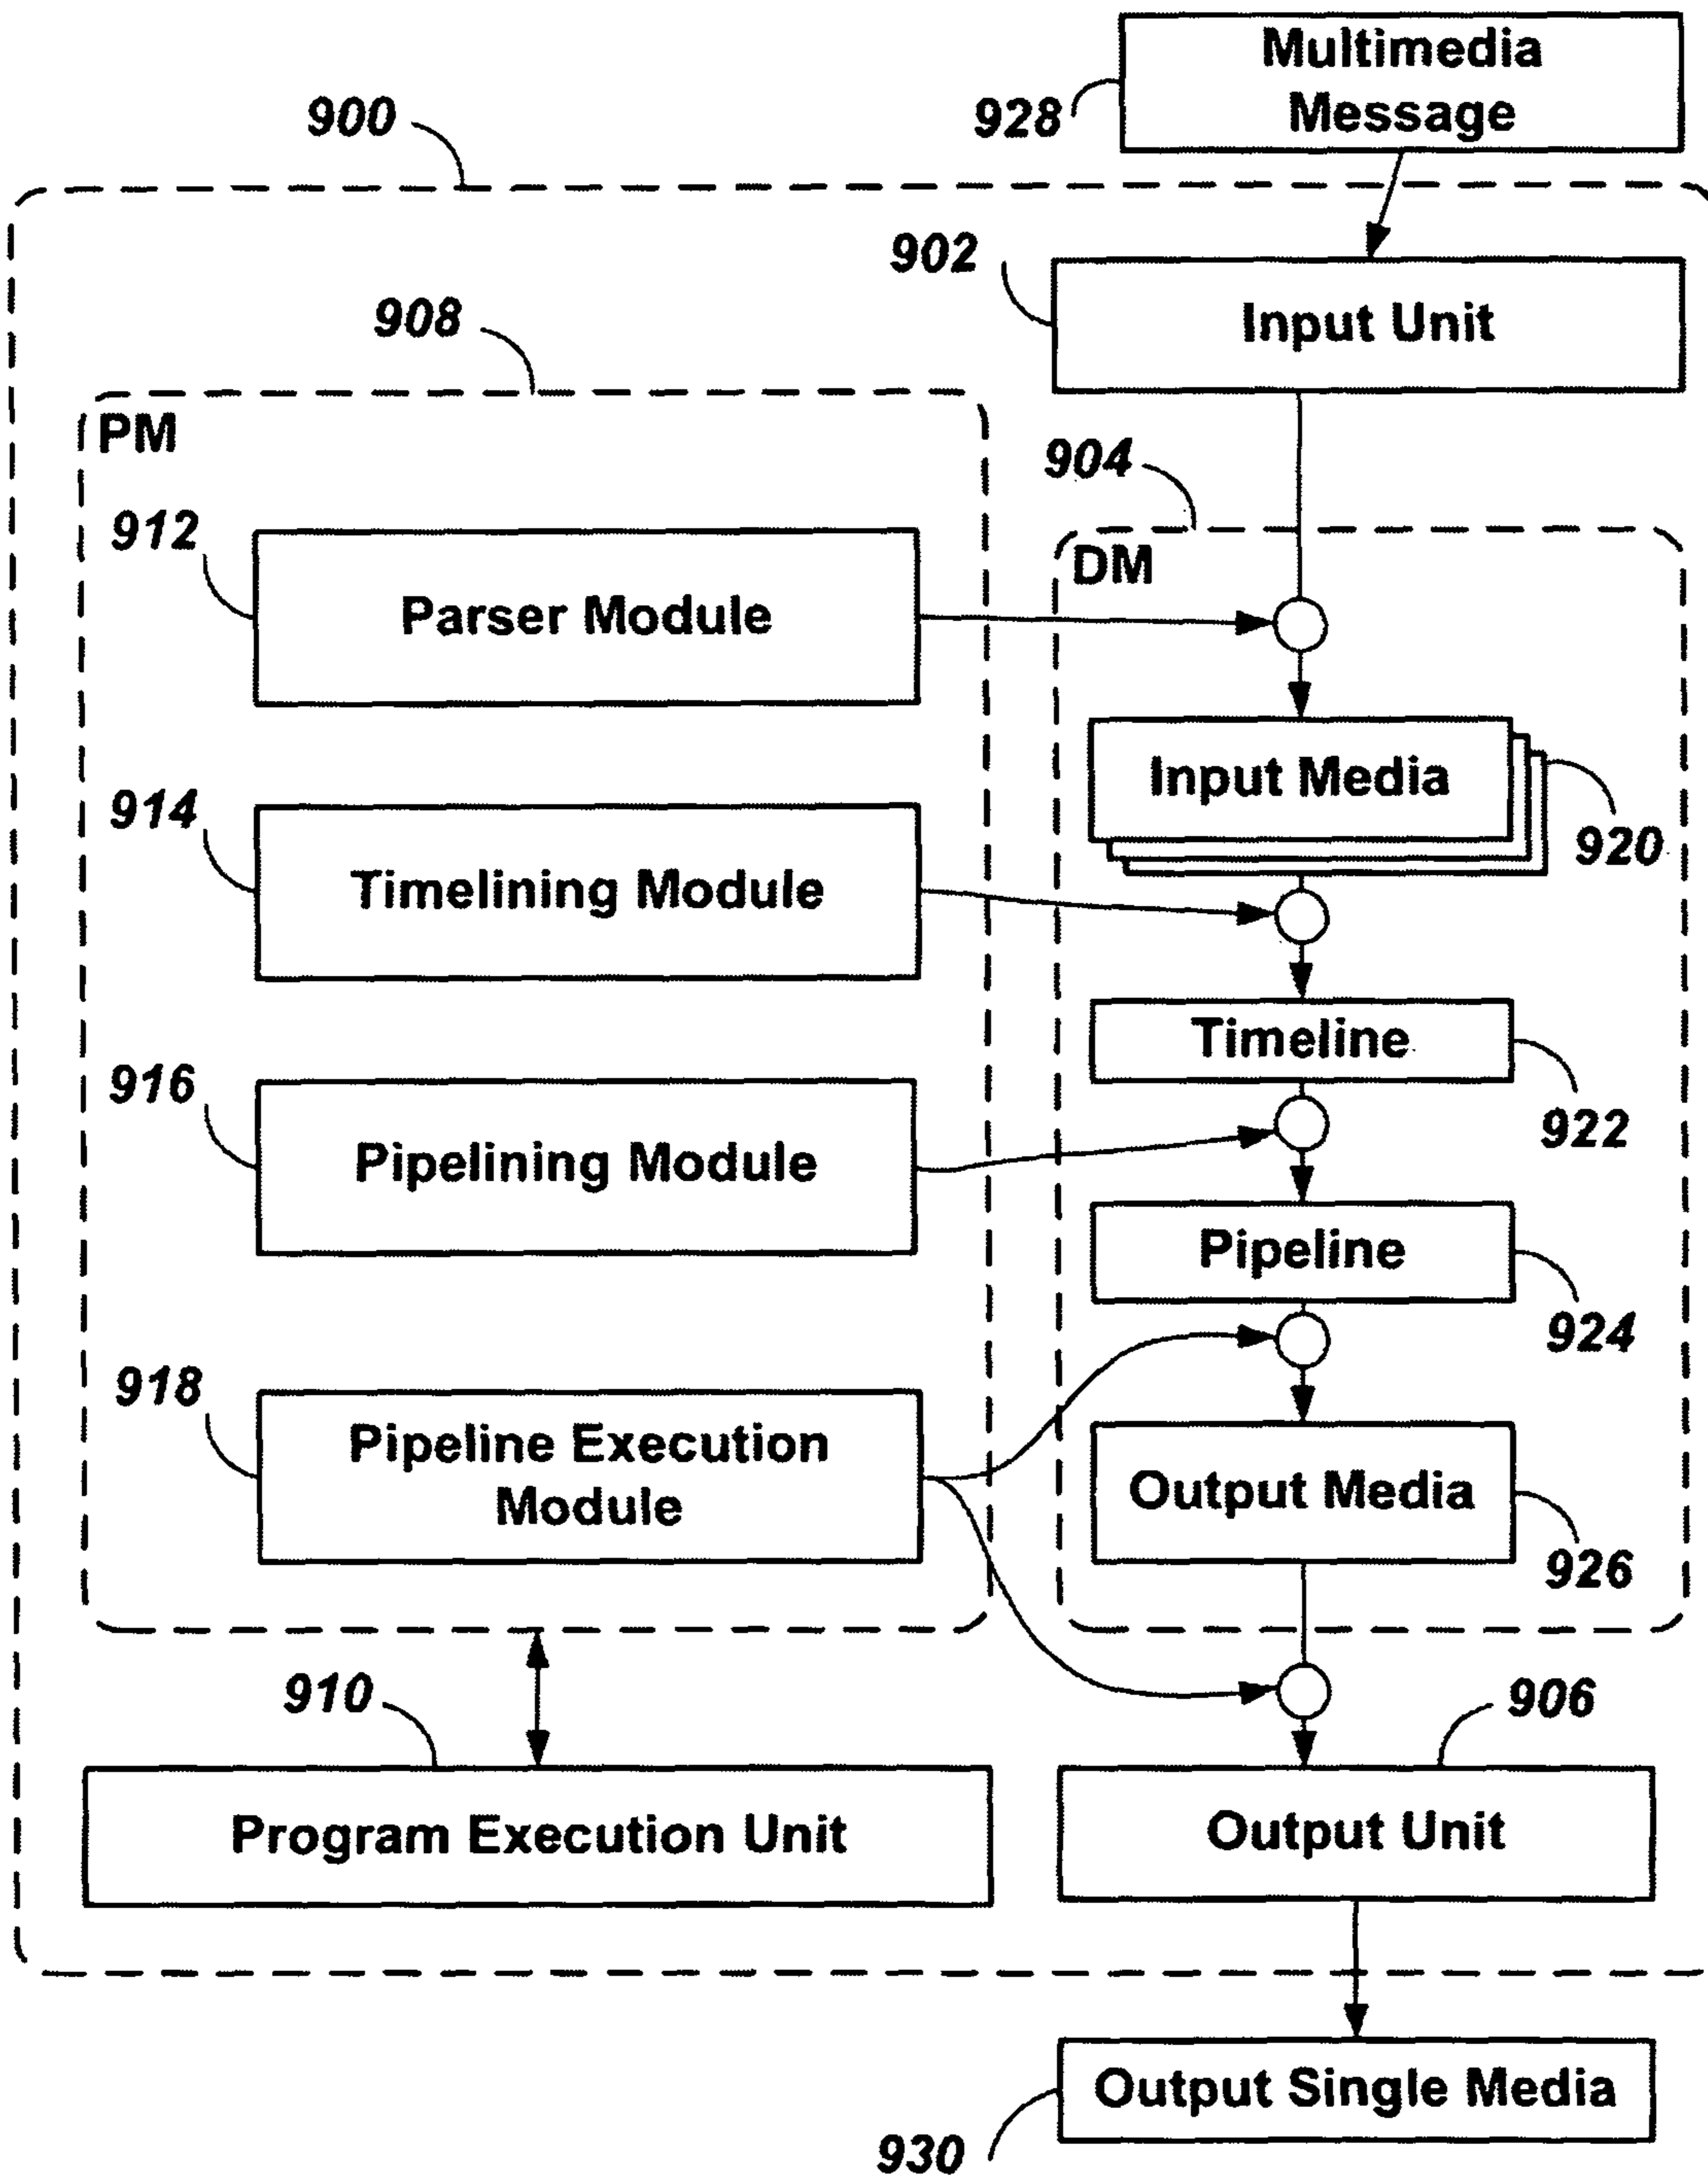 Multimedia
Message
928
900
902
Input Unit
908
PM
904
DM
912
Parser Module
Input Media
920
914
Timelining Module
Timeline
922
916
Pipelining Module
Pipeline
924
918
Pipeline Execution
Module
Output Media
926
910
906
Program Execution Unit
Output Unit
Output Single Media
930